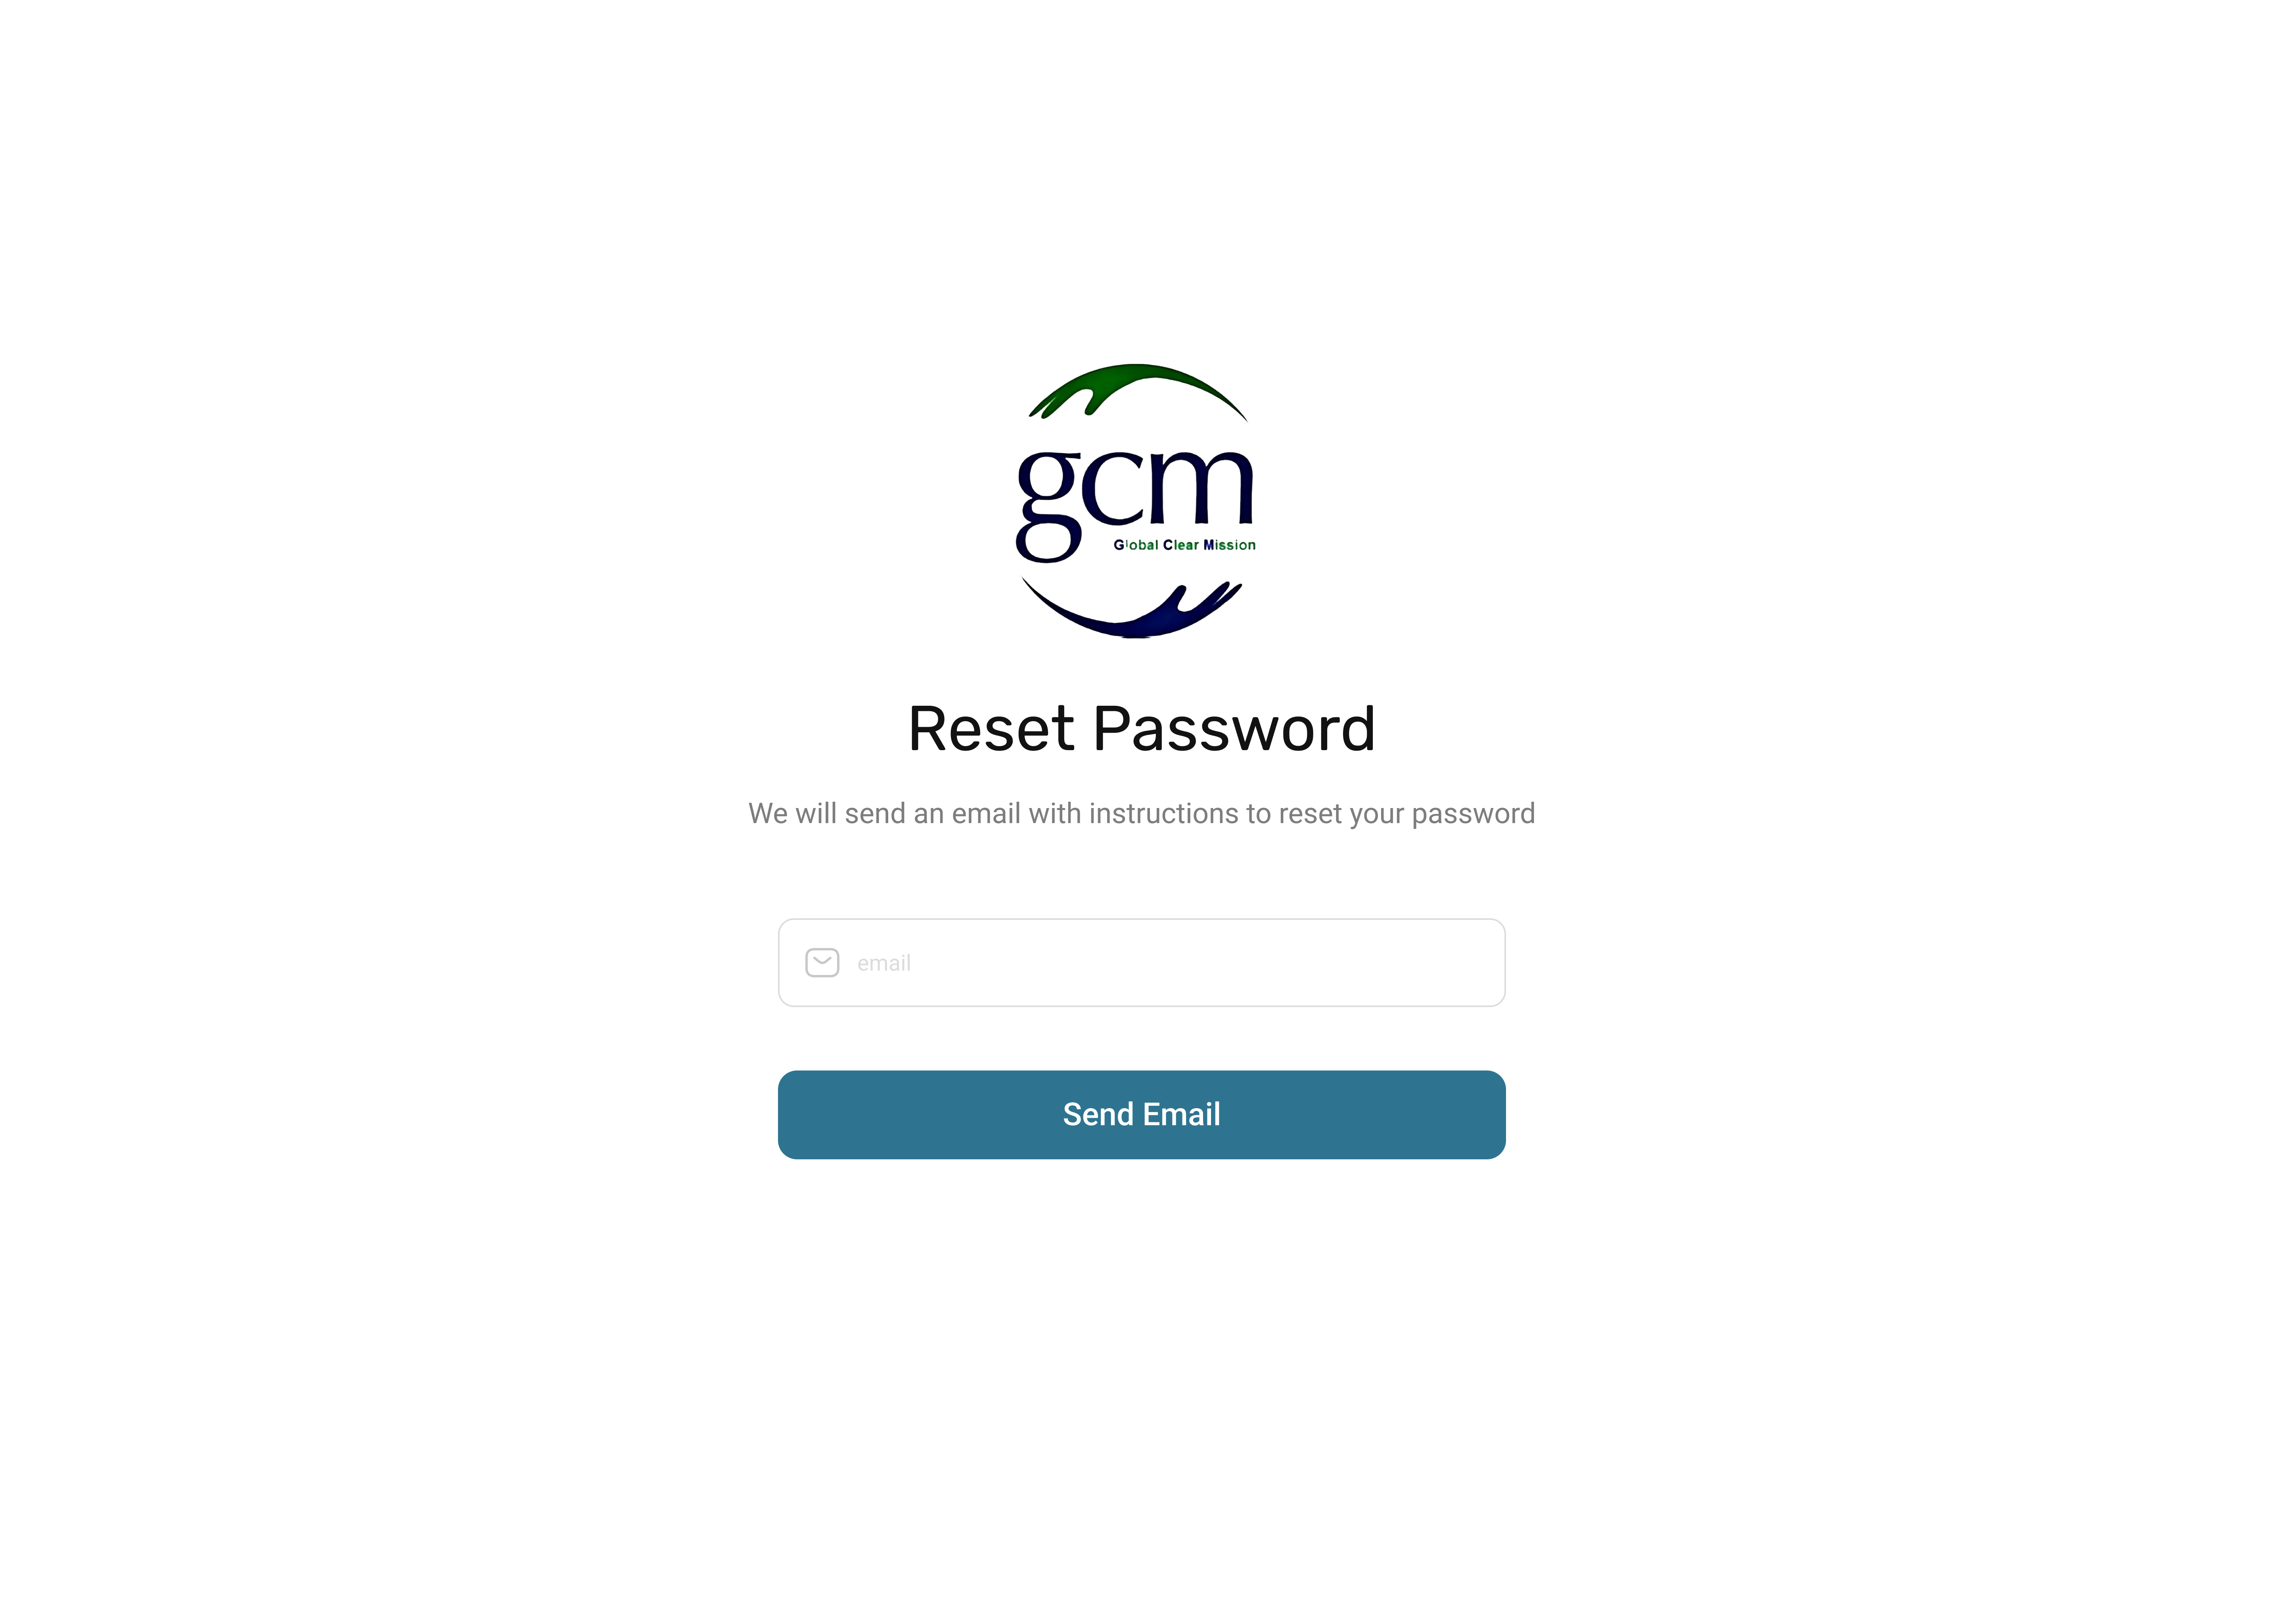 gcm
Global Clear Mission
Reset Password
We will send an email with instructions to reset your password
email
Send Email